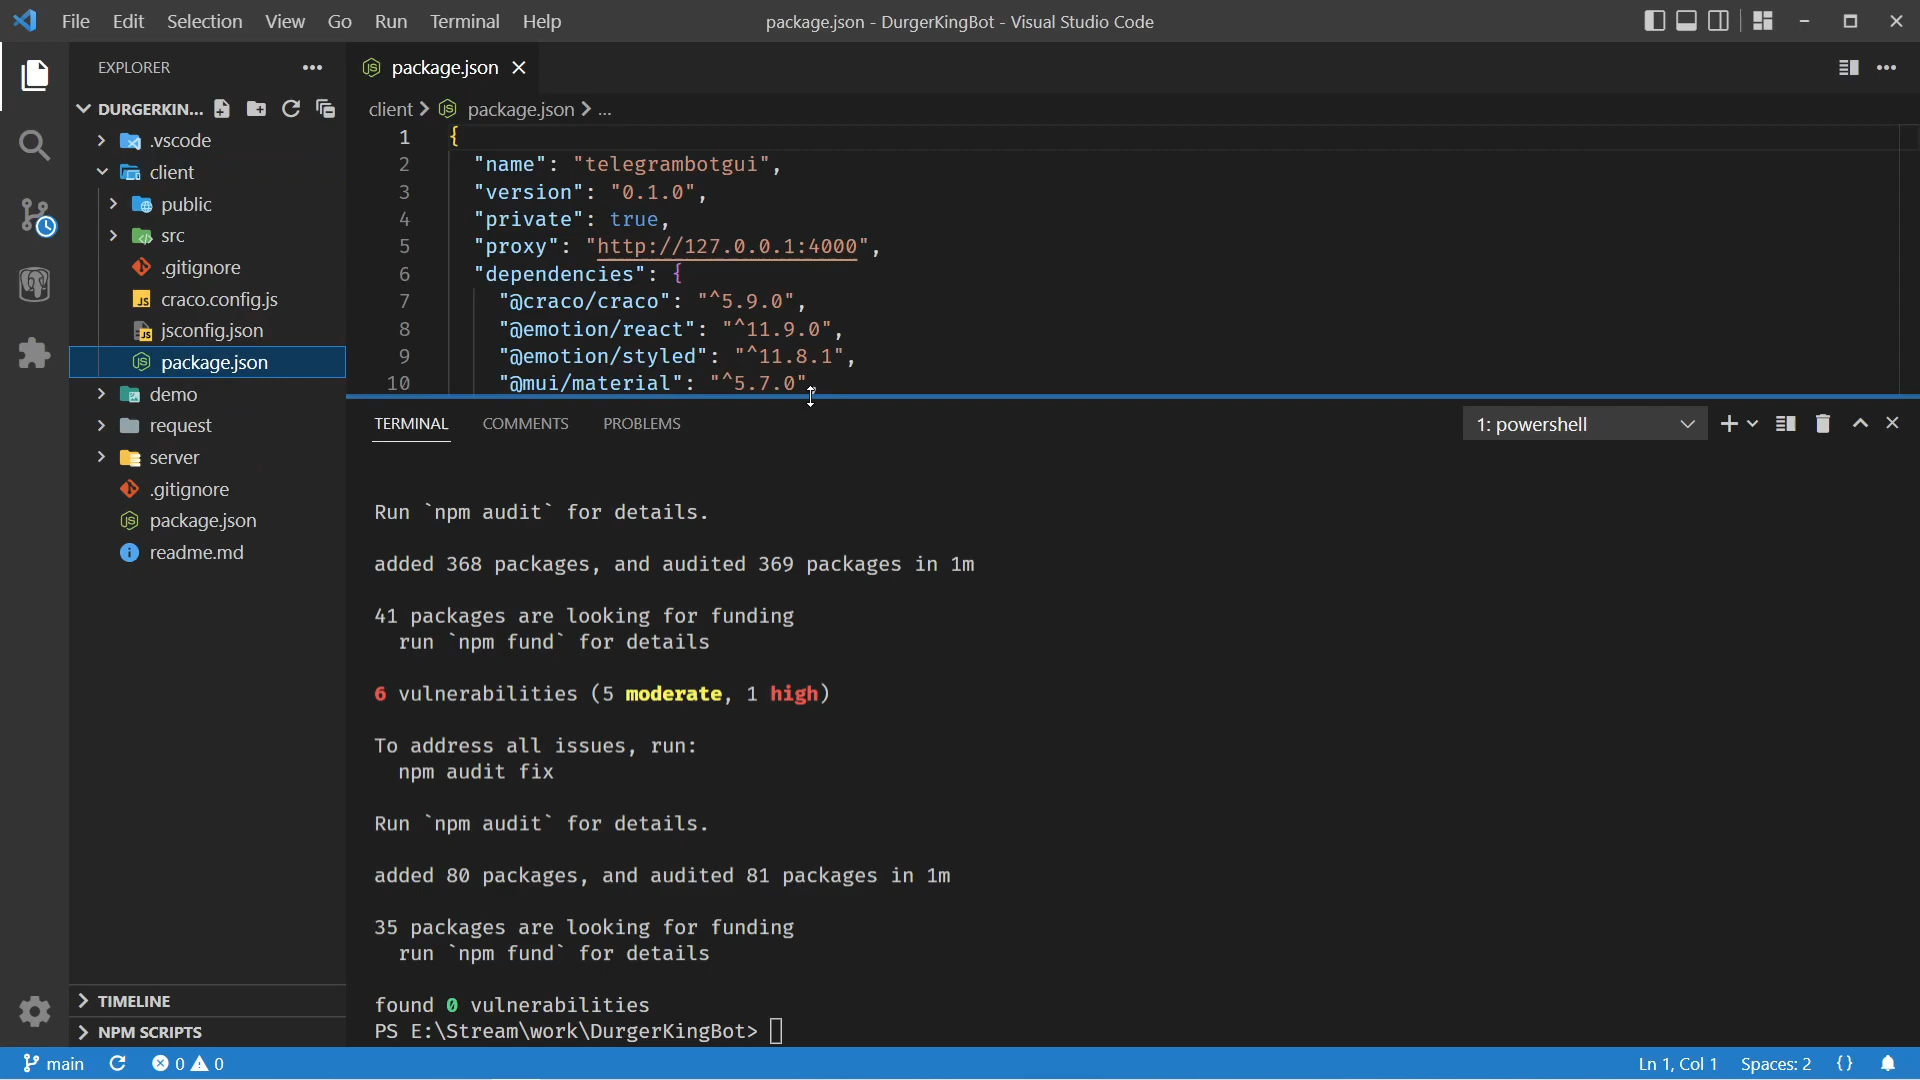 File Edit Selection View Go Run Terminal Help
package.json - DurgerKingBot - Visual Studio Code
EXPLORER
DURGERKIN...
.vscode
client
public
src
.gitignore
craco.config.js
jsconfig.json
package.json
demo
request
server
.gitignore
package.json
readme.md
TIMELINE
NPM SCRIPTS
package.json
client > package.json > ...
1 {
2 "name": "telegrambotgui",
3 "version": "0.1.0",
4 "private": true,
5 "proxy": "http://127.0.0.1:4000",
6 "dependencies": {
7 "@craco/craco": "^5.9.0",
8 "@emotion/react": "^11.9.0",
9 "@emotion/styled": "^11.8.1",
10 "@mui/material": "^5.7.0"
TERMINAL COMMENTS PROBLEMS
1: powershell
Run `npm audit` for details.
added 368 packages, and audited 369 packages in 1m
41 packages are looking for funding
run `npm fund` for details
6 vulnerabilities (5 moderate, 1 high)
To address all issues, run:
npm audit fix
Run `npm audit` for details.
added 80 packages, and audited 81 packages in 1m
35 packages are looking for funding
run `npm fund` for details
found 0 vulnerabilities
PS E:\Stream\work\DurgerKingBot>
main 0 0
Ln 1, Col 1 Spaces: 2 {}